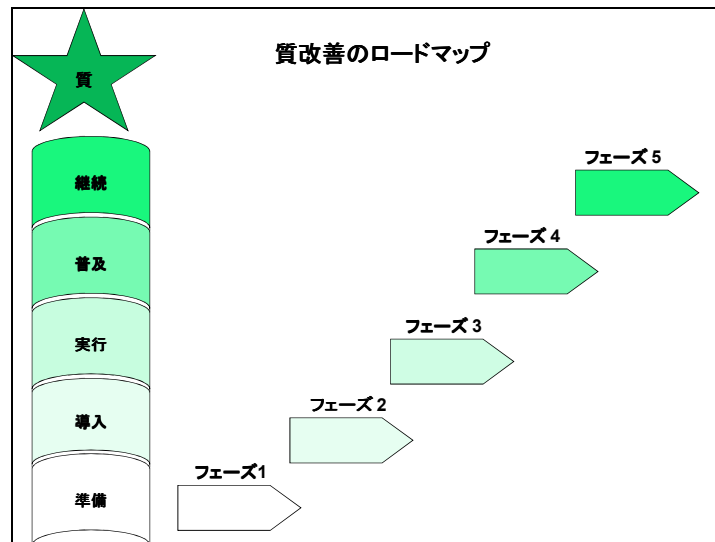 質改善のロードマップ
質
継続
普及
実行
導入
準備
フェーズ 5
フェーズ 4
フェーズ 3
フェーズ 2
フェーズ1